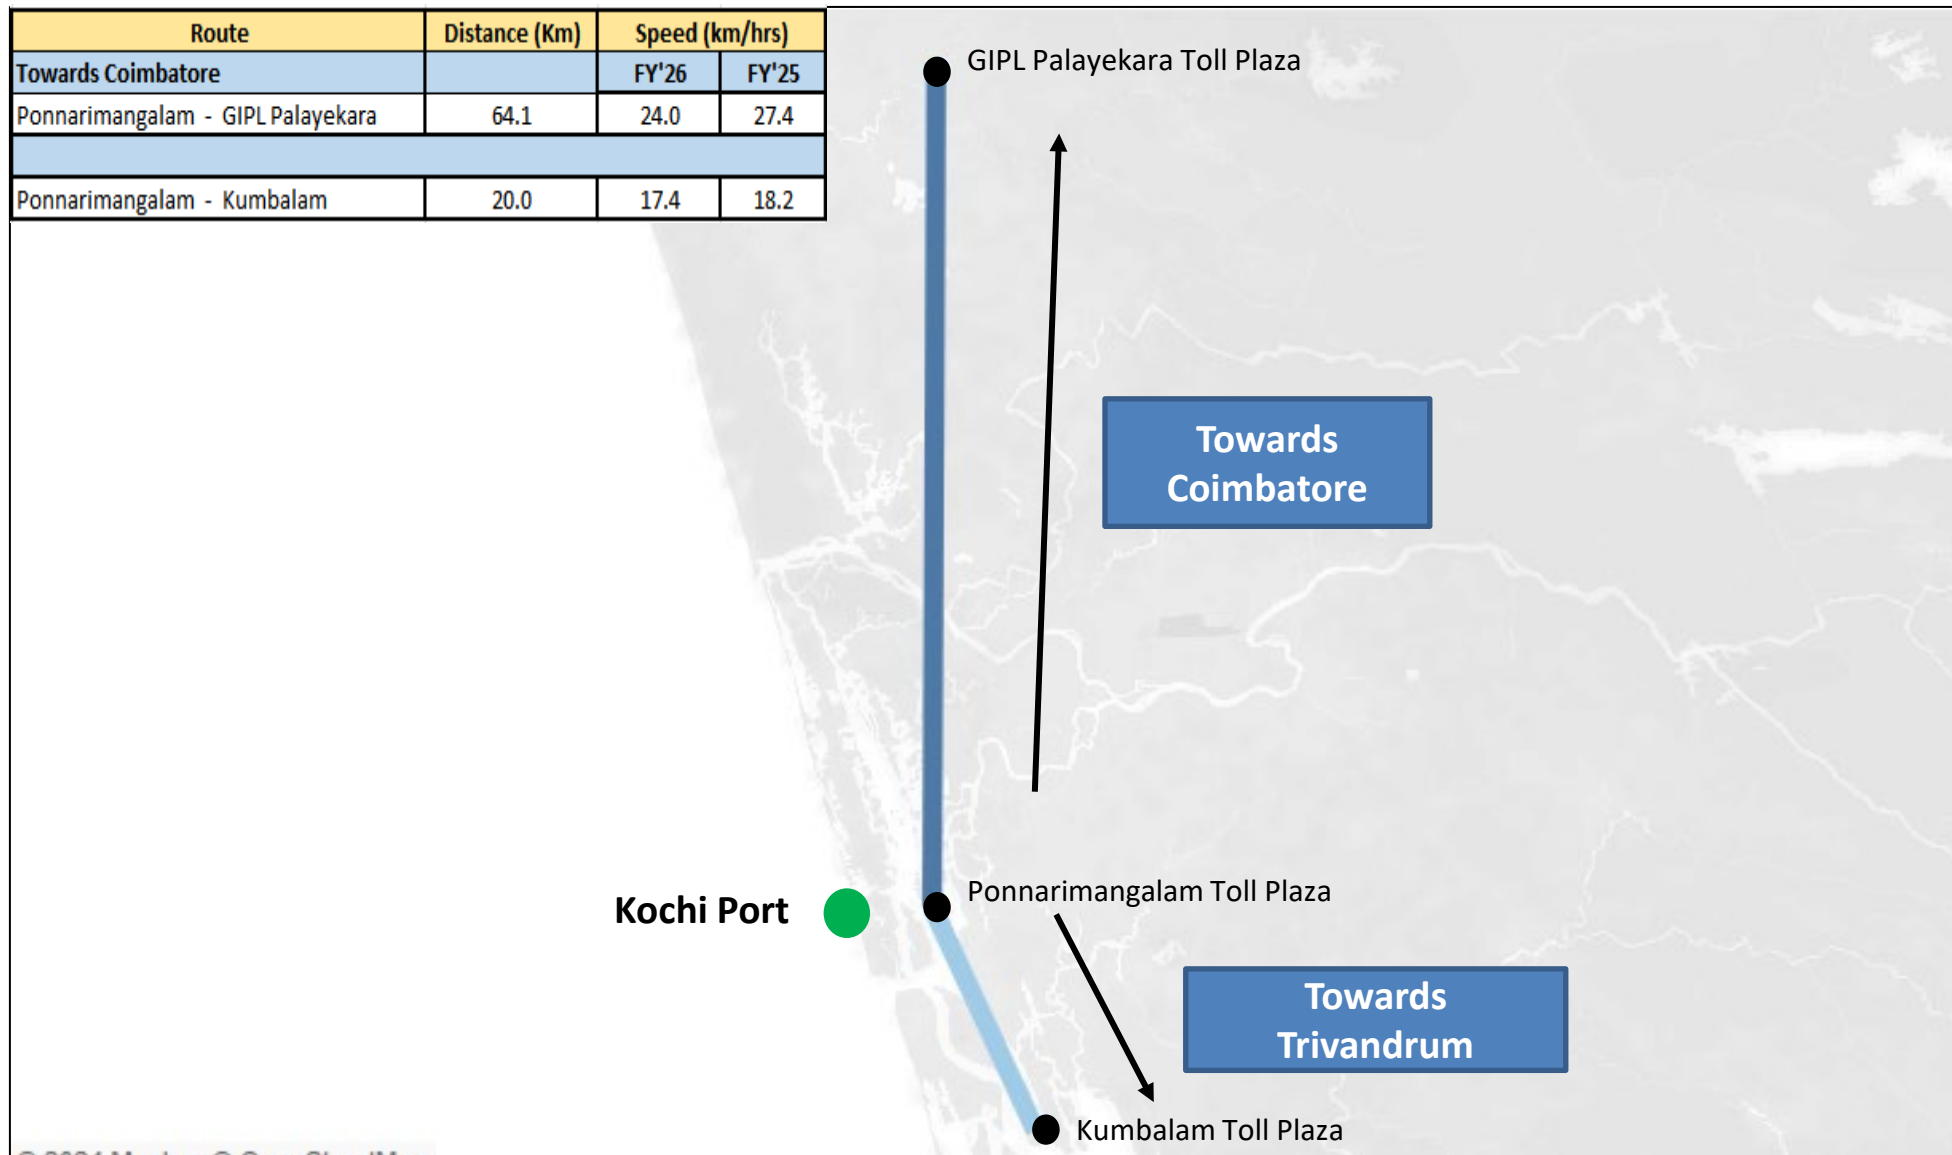 Route Distance (Km) Speed (km/hrs)
Towards Coimbatore FY'26 FY'25
Ponnarimangalam - GIPL Palayekara 64.1 24.0 27.4
Ponnarimangalam - Kumbalam 20.0 17.4 18.2
GIPL Palayekara Toll Plaza
Towards
Coimbatore
Ponnarimangalam Toll Plaza
Kochi Port
Towards
Trivandrum
Kumbalam Toll Plaza